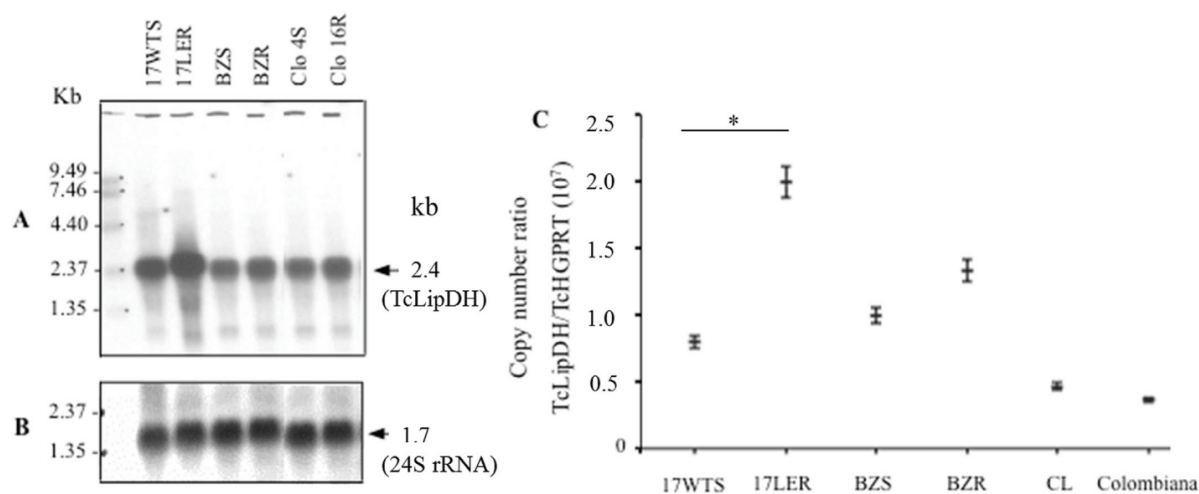 17WTS
17LER
BZS
BZR
Clo 4S
Clo 16R
Kb
9.49
7.46
4.40
2.37
1.35
A
kb
2.4
(TcLipDH)
B
2.37
1.35
1.7
(24S rRNA)
C
Copy number ratio
TcLipDH/TcHGPRT (10⁷)
2.5
2.0
1.5
1.0
0.5
0
*
17WTS 17LER BZS BZR CL Colombiana